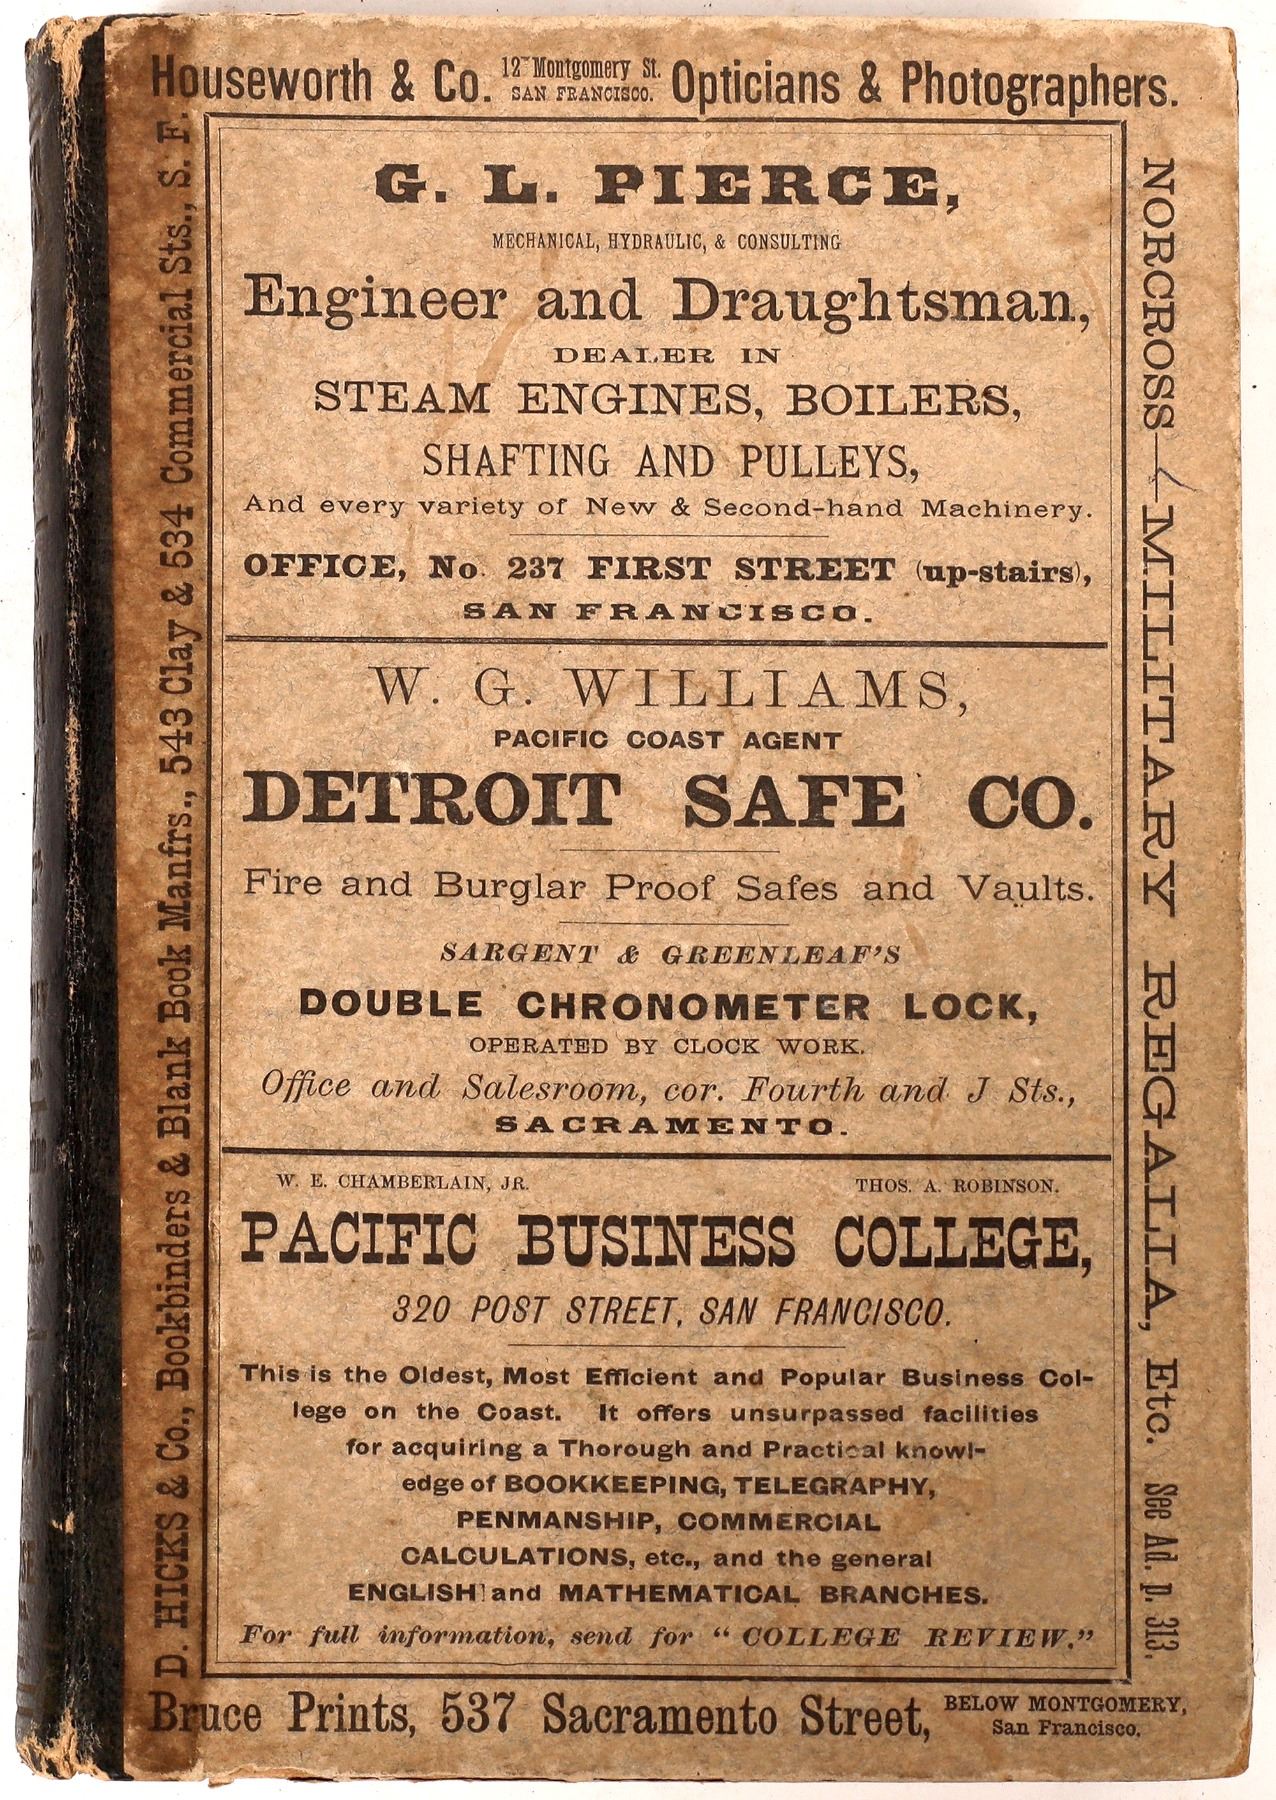 Houseworth & Co. 12 Montgomery St. SAN FRANCISCO. Opticians & Photographers.
D. HICKS & Co., Bookbinders & Blank Book Manfrs., 543 Clay & 534 Commercial Sts., S. F.
G. L. PIERCE,
MECHANICAL, HYDRAULIC, & CONSULTING
Engineer and Draughtsman,
DEALER IN
STEAM ENGINES, BOILERS,
SHAFTING AND PULLEYS,
And every variety of New & Second-hand Machinery.
OFFICE, No. 237 FIRST STREET (up-stairs),
SAN FRANCISCO.
W. G. WILLIAMS,
PACIFIC COAST AGENT
DETROIT SAFE CO.
Fire and Burglar Proof Safes and Vaults.
SARGENT & GREENLEAF'S
DOUBLE CHRONOMETER LOCK,
OPERATED BY CLOCK WORK.
Office and Salesroom, cor. Fourth and J Sts.,
SACRAMENTO.
W. E. CHAMBERLAIN, JR. THOS. A. ROBINSON.
PACIFIC BUSINESS COLLEGE,
320 POST STREET, SAN FRANCISCO.
This is the Oldest, Most Efficient and Popular Business Col-
lege on the Coast. It offers unsurpassed facilities
for acquiring a Thorough and Practical knowl-
edge of BOOKKEEPING, TELEGRAPHY,
PENMANSHIP, COMMERCIAL
CALCULATIONS, etc., and the general
ENGLISH and MATHEMATICAL BRANCHES.
For full information, send for "COLLEGE REVIEW."
NORCROSS—MILITARY REGALIA, Etc. See Ad. p. 313.
Bruce Prints, 537 Sacramento Street, BELOW MONTGOMERY, San Francisco.